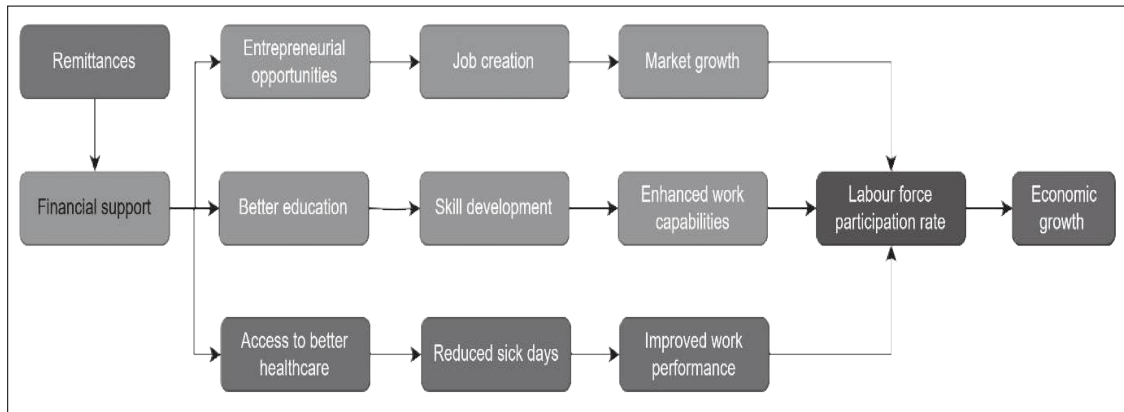 Remittances
Entrepreneurial
opportunities
Job creation
Market growth
Financial support
Better education
Skill development
Enhanced work
capabilities
Labour force
participation rate
Economic
growth
Access to better
healthcare
Reduced sick days
Improved work
performance